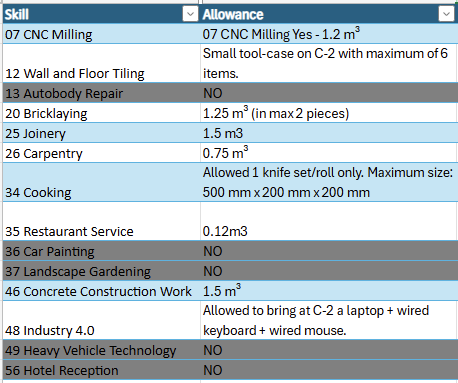 Skill Allowance
07 CNC Milling 07 CNC Milling Yes - 1.2 m³
Small tool-case on C-2 with maximum of 6
12 Wall and Floor Tiling items.
13 Autobody Repair NO
20 Bricklaying 1.25 m³ (in max 2 pieces)
25 Joinery 1.5 m3
26 Carpentry 0.75 m³
Allowed 1 knife set/roll only. Maximum size:
34 Cooking 500 mm x 200 mm x 200 mm
35 Restaurant Service 0.12m3
36 Car Painting NO
37 Landscape Gardening NO
46 Concrete Construction Work 1.5 m³
Allowed to bring at C-2 a laptop + wired
48 Industry 4.0 keyboard + wired mouse.
49 Heavy Vehicle Technology NO
56 Hotel Reception NO